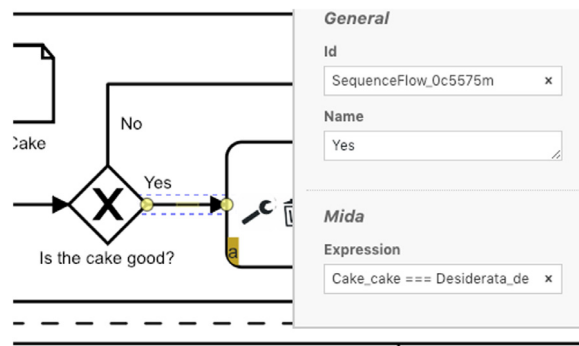 General
Id
SequenceFlow_0c5575m ×
Name
Yes
Mida
Expression
Cake_cake === Desiderata_de ×
Cake
No
Yes
X
Is the cake good?
a